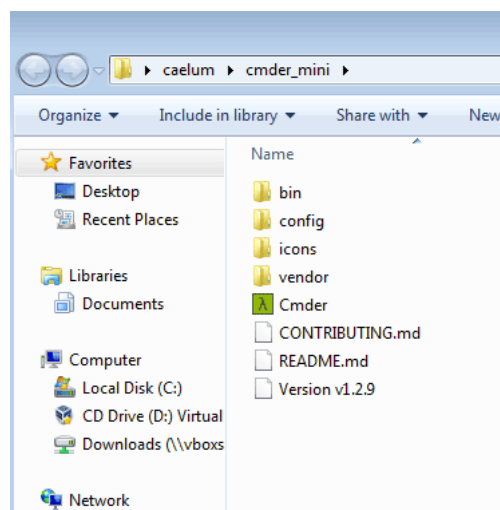 caelum cmder_mini
Organize Include in library Share with New
Favorites
Desktop
Recent Places
Libraries
Documents
Computer
Local Disk (C:)
CD Drive (D:) Virtual
Downloads (\\vboxs
Network
Name
bin
config
icons
vendor
λ Cmder
CONTRIBUTING.md
README.md
Version v1.2.9